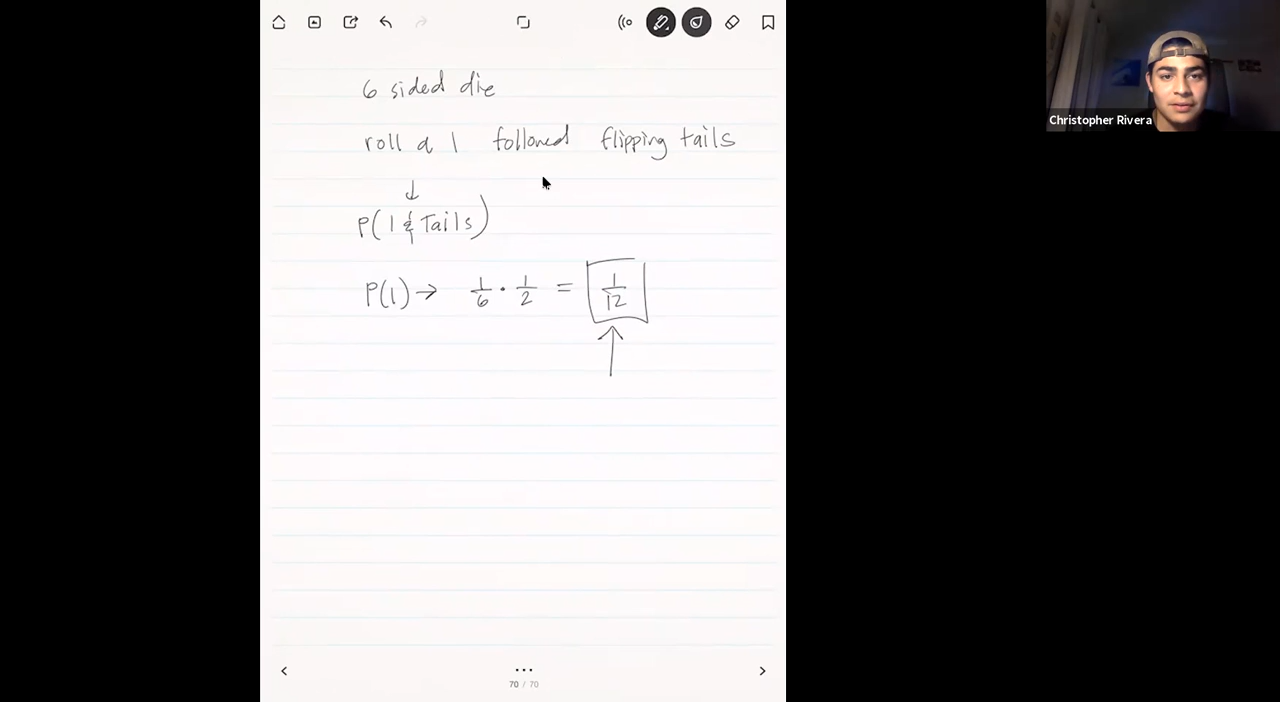 6 sided die
roll a 1 followed flipping tails
↓
P(1 & Tails)
P(1) → 1/6 · 1/2 = 1/12
↑
Christopher Rivera
70 / 70